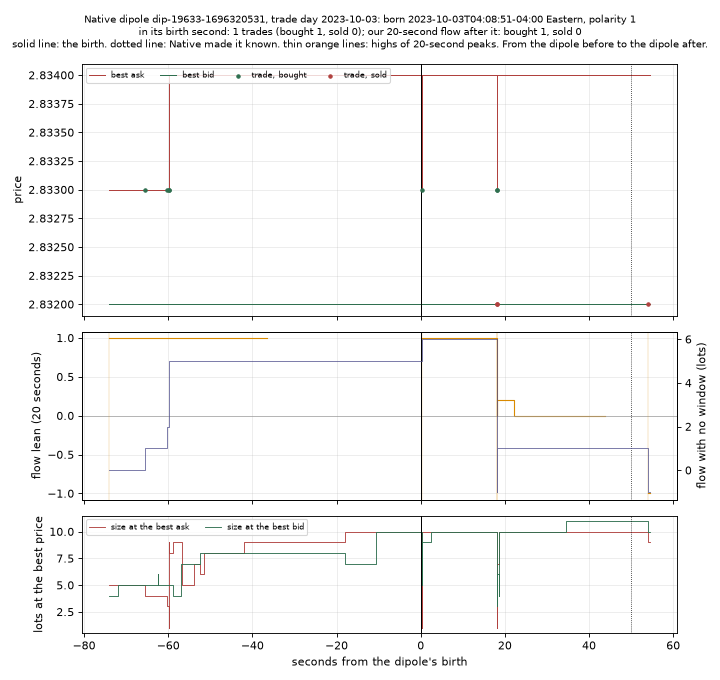 Native dipole dip-19633-1696320531, trade day 2023-10-03: born 2023-10-03T04:08:51-04:00 Eastern, polarity 1
in its birth second: 1 trades (bought 1, sold 0); our 20-second flow after it: bought 1, sold 0
solid line: the birth. dotted line: Native made it known. thin orange lines: highs of 20-second peaks. From the dipole before to the dipole after.
best ask
best bid
trade, bought
trade, sold
2.83400
2.83375
2.83350
2.83325
2.83300
2.83275
2.83250
2.83225
2.83200
price
1.0
0.5
0.0
−0.5
−1.0
flow lean (20 seconds)
6
4
2
0
flow with no window (lots)
size at the best ask
size at the best bid
10.0
7.5
5.0
2.5
lots at the best price
−80
−60
−40
−20
0
20
40
60
seconds from the dipole's birth